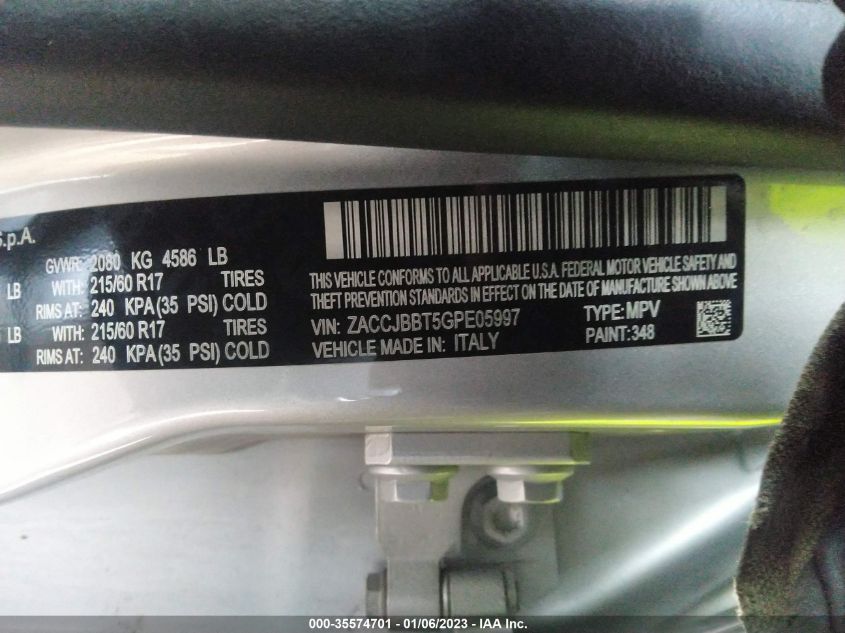 S.p.A.
GVWR: 2080 KG 4586 LB
LB WITH: 215/60 R17 TIRES
RIMS AT: 240 KPA(35 PSI) COLD
LB WITH: 215/60 R17 TIRES
RIMS AT: 240 KPA(35 PSI) COLD
THIS VEHICLE CONFORMS TO ALL APPLICABLE U.S.A. FEDERAL MOTOR VEHICLE SAFETY AND
THEFT PREVENTION STANDARDS IN EFFECT ON THE DATE OF MANUFACTURE SHOWN ABOVE
VIN: ZACCJBBT5GPE05997 TYPE: MPV
VEHICLE MADE IN: ITALY PAINT: 348
000-35574701 - 01/06/2023 - IAA Inc.